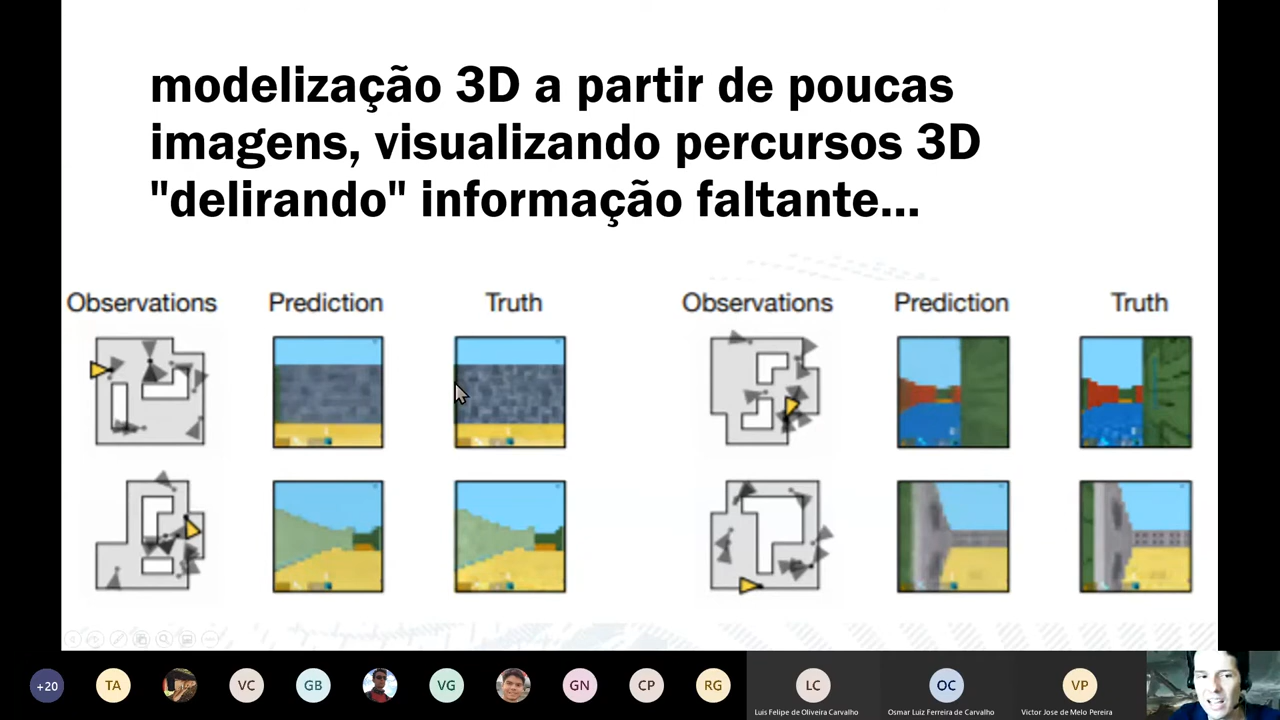 modelização 3D a partir de poucas
imagens, visualizando percursos 3D
"delirando" informação faltante...
Observations Prediction Truth Observations Prediction Truth
+20 TA VC GB VG GN CP RG LC OC VP
Luis Felipe de Oliveira Carvalho Osmar Luiz Ferreira de Carvalho Victor Jose de Melo Pereira